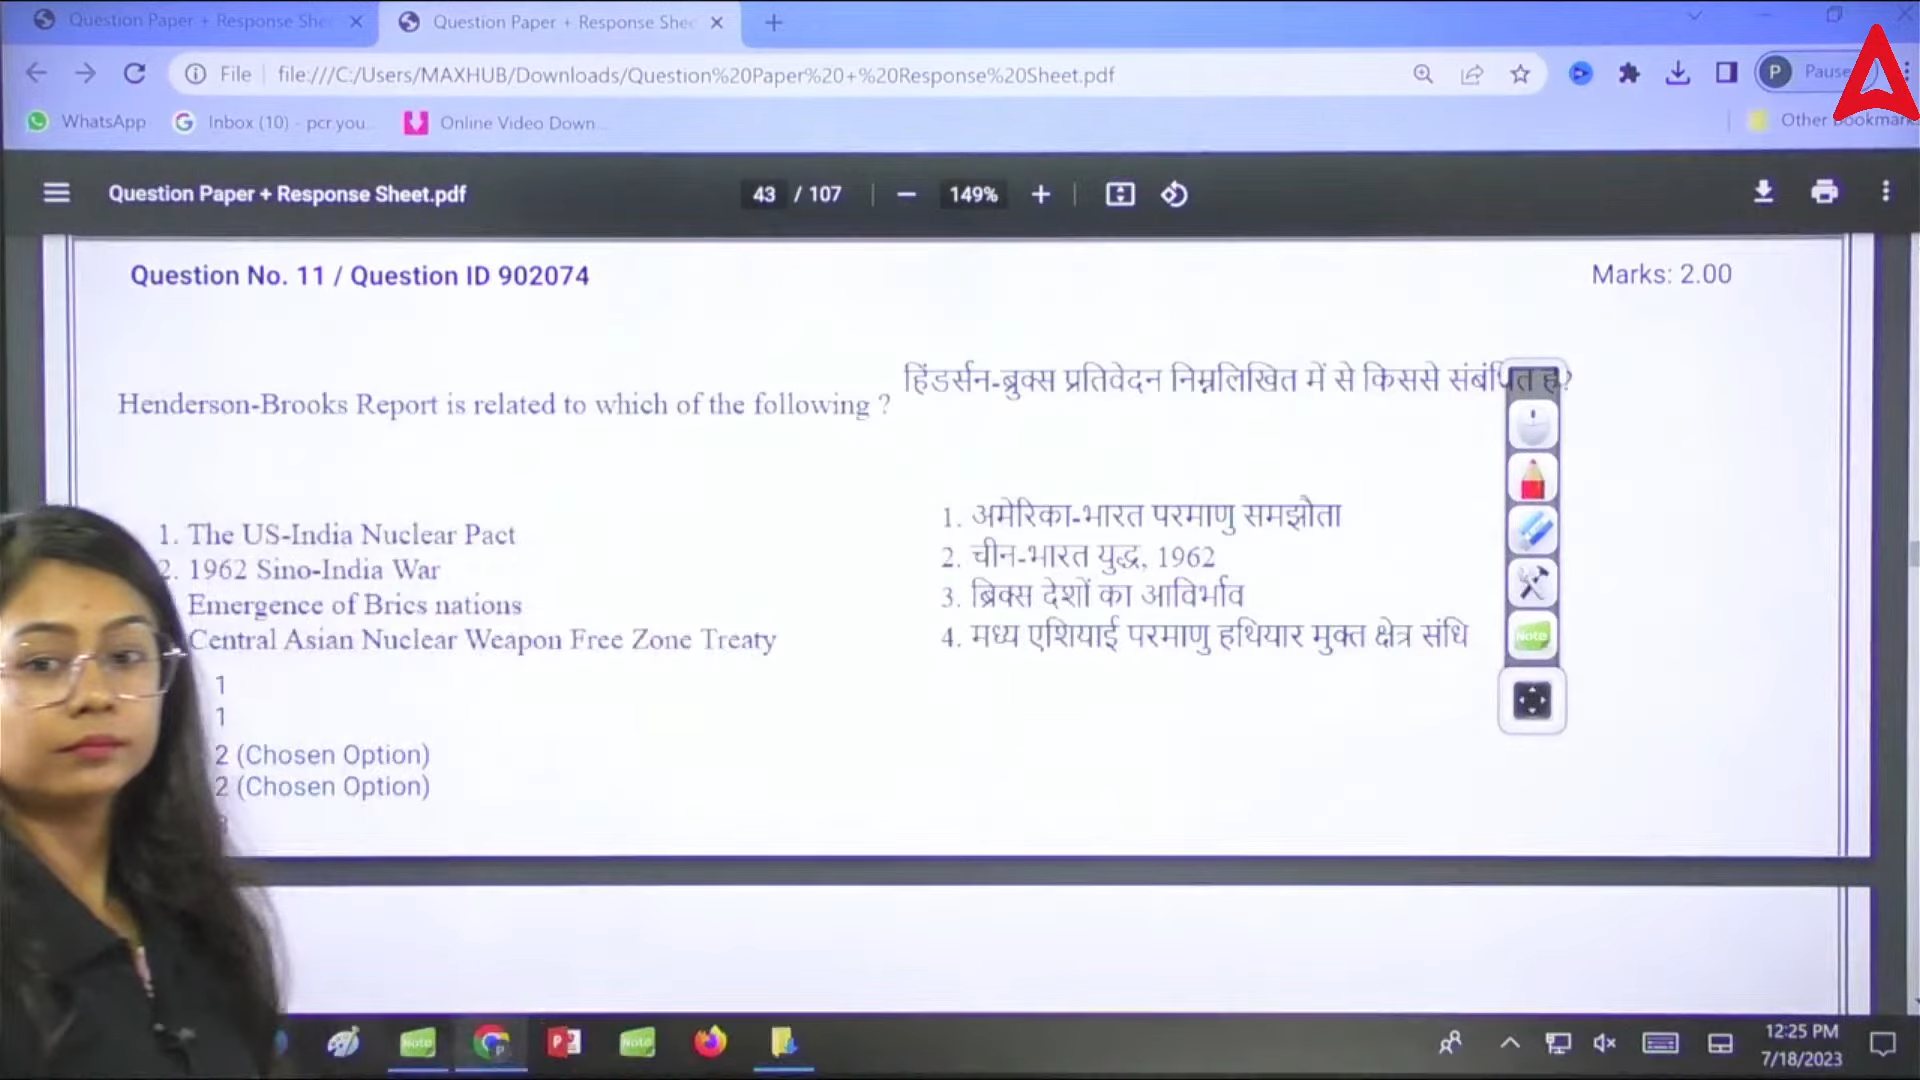 Question Paper + Response She
Question Paper + Response Shee
File
file:///C:/Users/MAXHUB/Downloads/Question%20Paper%20+%20Response%20Sheet.pdf
P
Pause
WhatsApp
Inbox (10) - pcr.you
Online Video Down
Other Bookmark
Question Paper + Response Sheet.pdf
43 / 107
149%
Question No. 11 / Question ID 902074
Marks: 2.00
Henderson-Brooks Report is related to which of the following ?
हिंडर्सन-ब्रुक्स प्रतिवेदन निम्नलिखित में से किससे संबंधित है?
1. The US-India Nuclear Pact
2. 1962 Sino-India War
Emergence of Brics nations
Central Asian Nuclear Weapon Free Zone Treaty
1. अमेरिका-भारत परमाणु समझौता
2. चीन-भारत युद्ध, 1962
3. ब्रिक्स देशों का आविर्भाव
4. मध्य एशियाई परमाणु हथियार मुक्त क्षेत्र संधि
1
1
2 (Chosen Option)
2 (Chosen Option)
Note
Note
Note
12:25 PM
7/18/2023